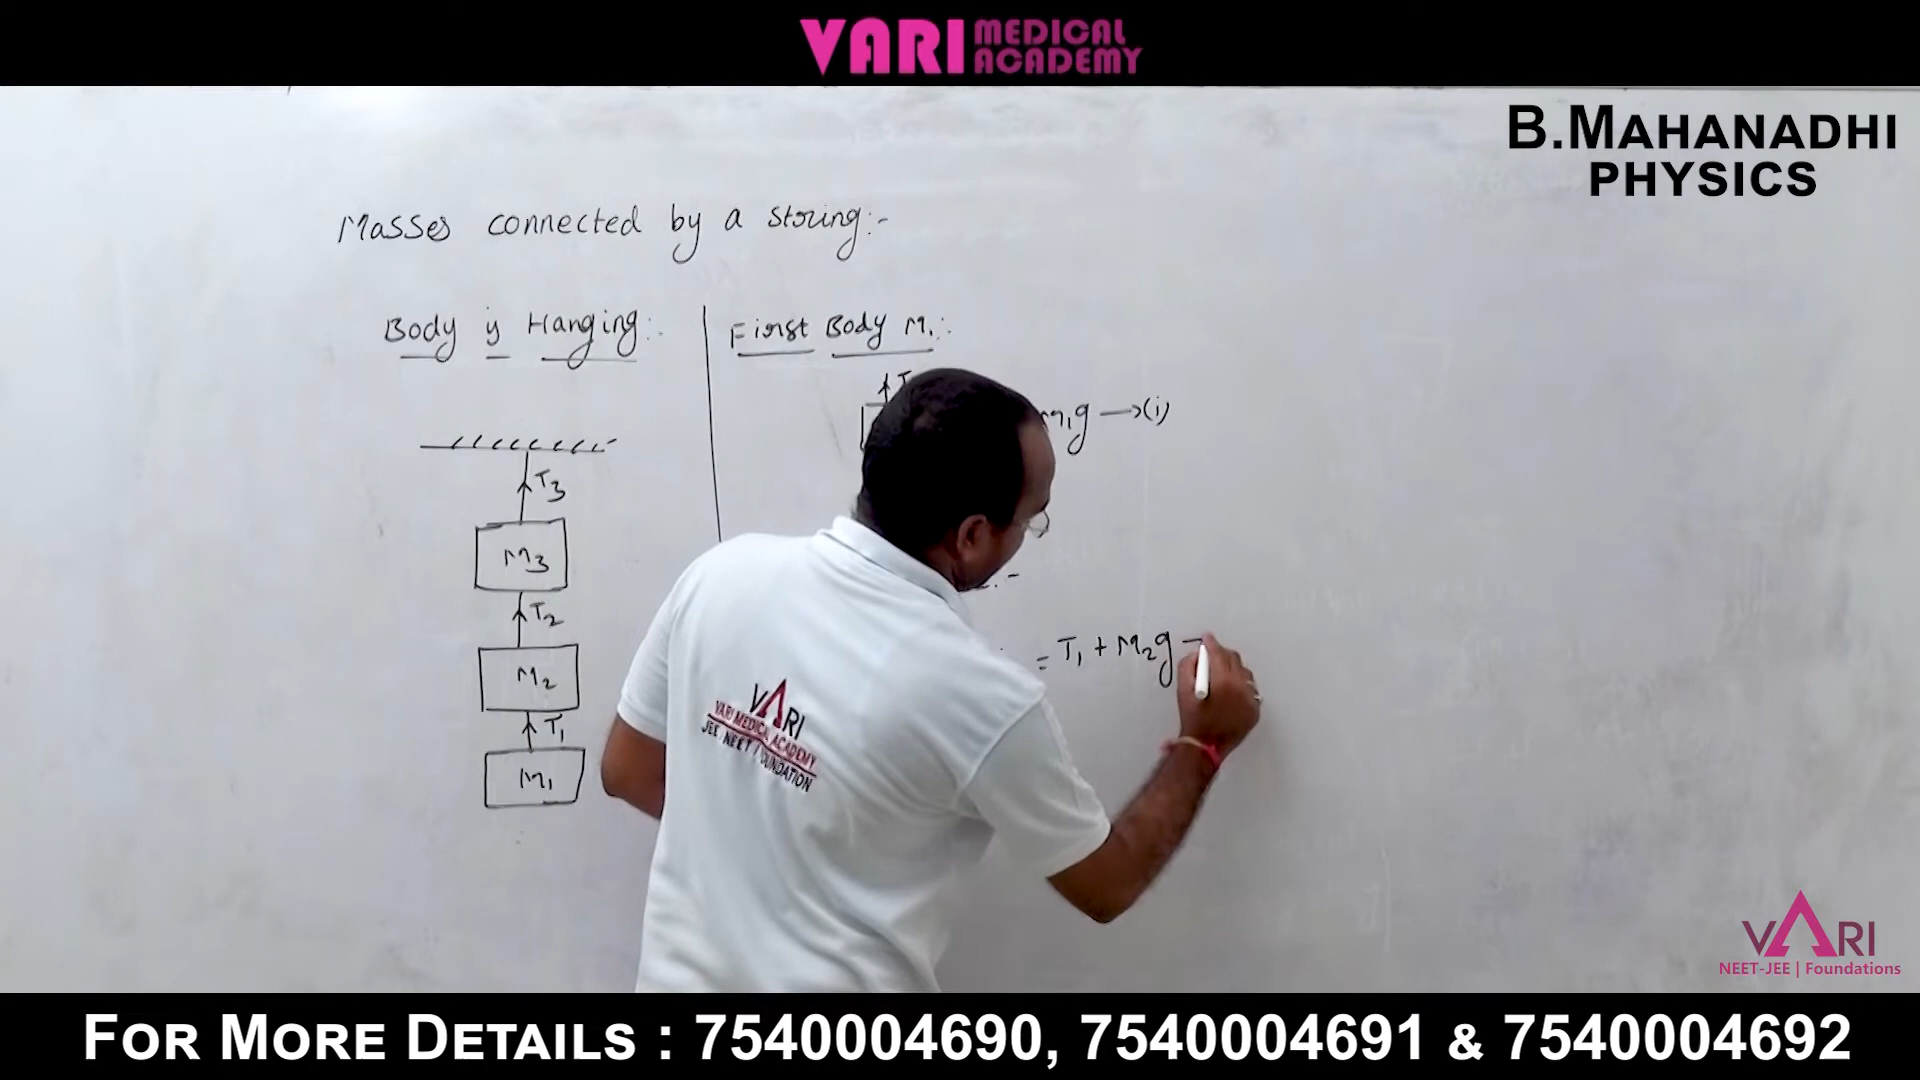 VARI MEDICAL ACADEMY
B.MAHANADHI
PHYSICS
Masses connected by a storing:-
Body is Hanging:-
First Body M₁:-
T₃
M₃
T₂
M₂
T₁
M₁
m₁g →(i)
= T₁ + M₂g
VARI
VARI MEDICAL ACADEMY
JEE NEET / FOUNDATION
VARI
NEET-JEE | Foundations
FOR MORE DETAILS : 7540004690, 7540004691 & 7540004692